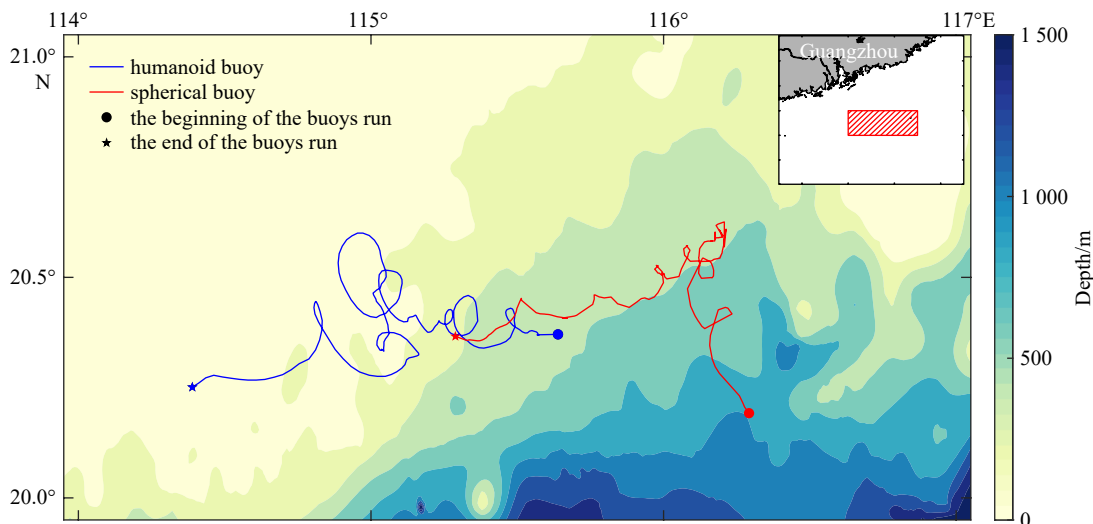 114° 115° 116° 117°E
21.0°
N
20.5°
20.0°
humanoid buoy
spherical buoy
the beginning of the buoys run
the end of the buoys run
Guangzhou
1 500
1 000
500
0
Depth/m